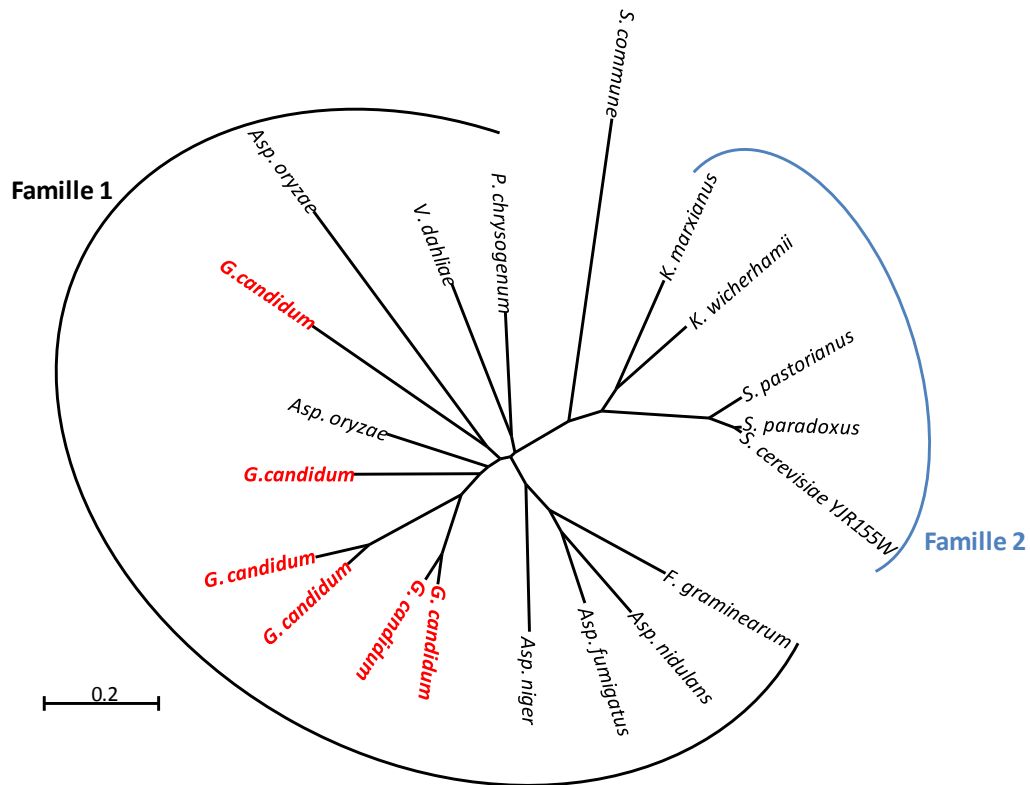 S. commune
Asp. oryzae
Famille 1
P. chrysogenum
K. marxianus
V. dahliae
K. wicherhamii
G.candidum
S. pastorianus
Asp. oryzae
S. paradoxus
S. cerevisiae YJR155W
G.candidum
Famille 2
G. candidum
G. candidum
G. candidum
G. candidum
Asp. niger
Asp. fumigatus
Asp. nidulans
F. graminearum
0.2